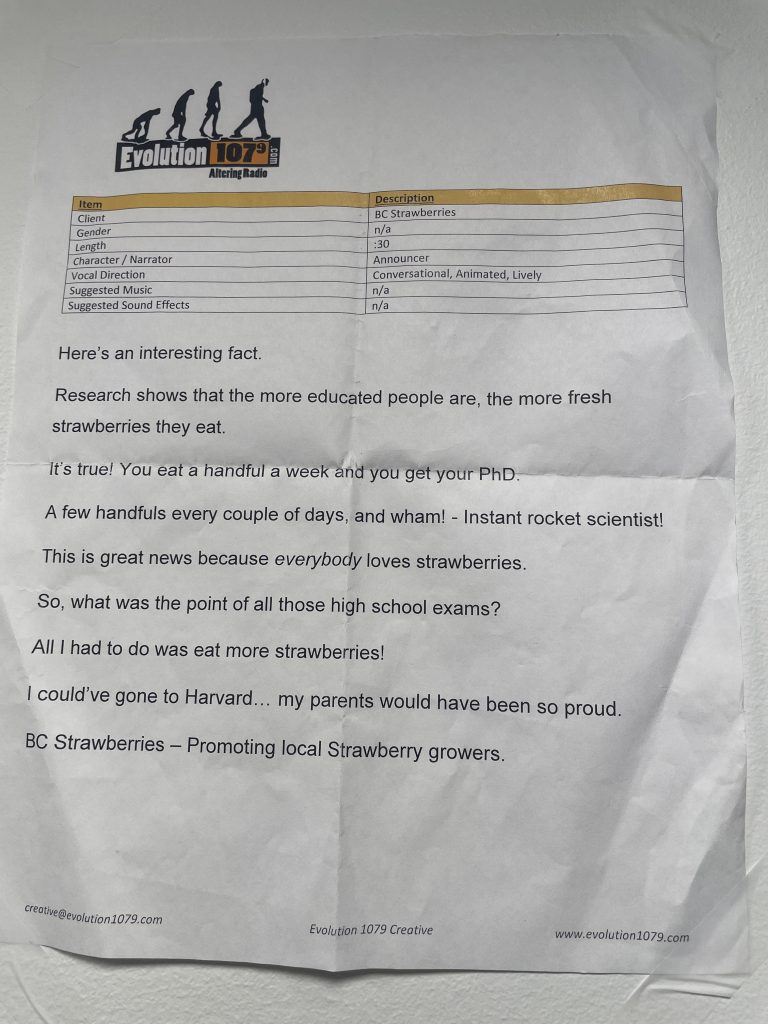 Evolution 107⁹ .com
Altering Radio
Item Description
Client BC Strawberries
Gender n/a
Length :30
Character / Narrator Announcer
Vocal Direction Conversational, Animated, Lively
Suggested Music n/a
Suggested Sound Effects n/a
Here's an interesting fact.
Research shows that the more educated people are, the more fresh
strawberries they eat.
It's true! You eat a handful a week and you get your PhD.
A few handfuls every couple of days, and wham! - Instant rocket scientist!
This is great news because everybody loves strawberries.
So, what was the point of all those high school exams?
All I had to do was eat more strawberries!
I could've gone to Harvard… my parents would have been so proud.
BC Strawberries – Promoting local Strawberry growers.
creative@evolution1079.com Evolution 1079 Creative www.evolution1079.com